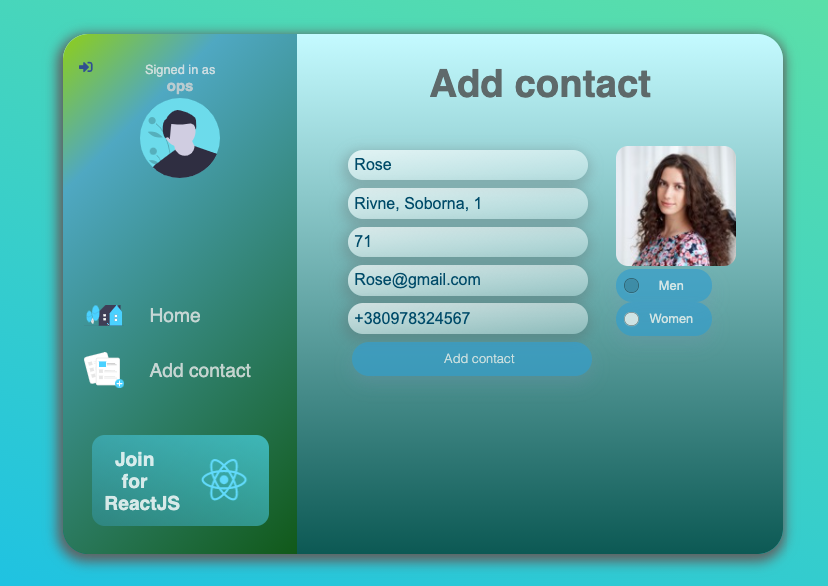 Signed in as
ops
Home
Add contact
Join
for
ReactJS
Add contact
Rose
Rivne, Soborna, 1
71
Rose@gmail.com
+380978324567
Add contact
Men
Women